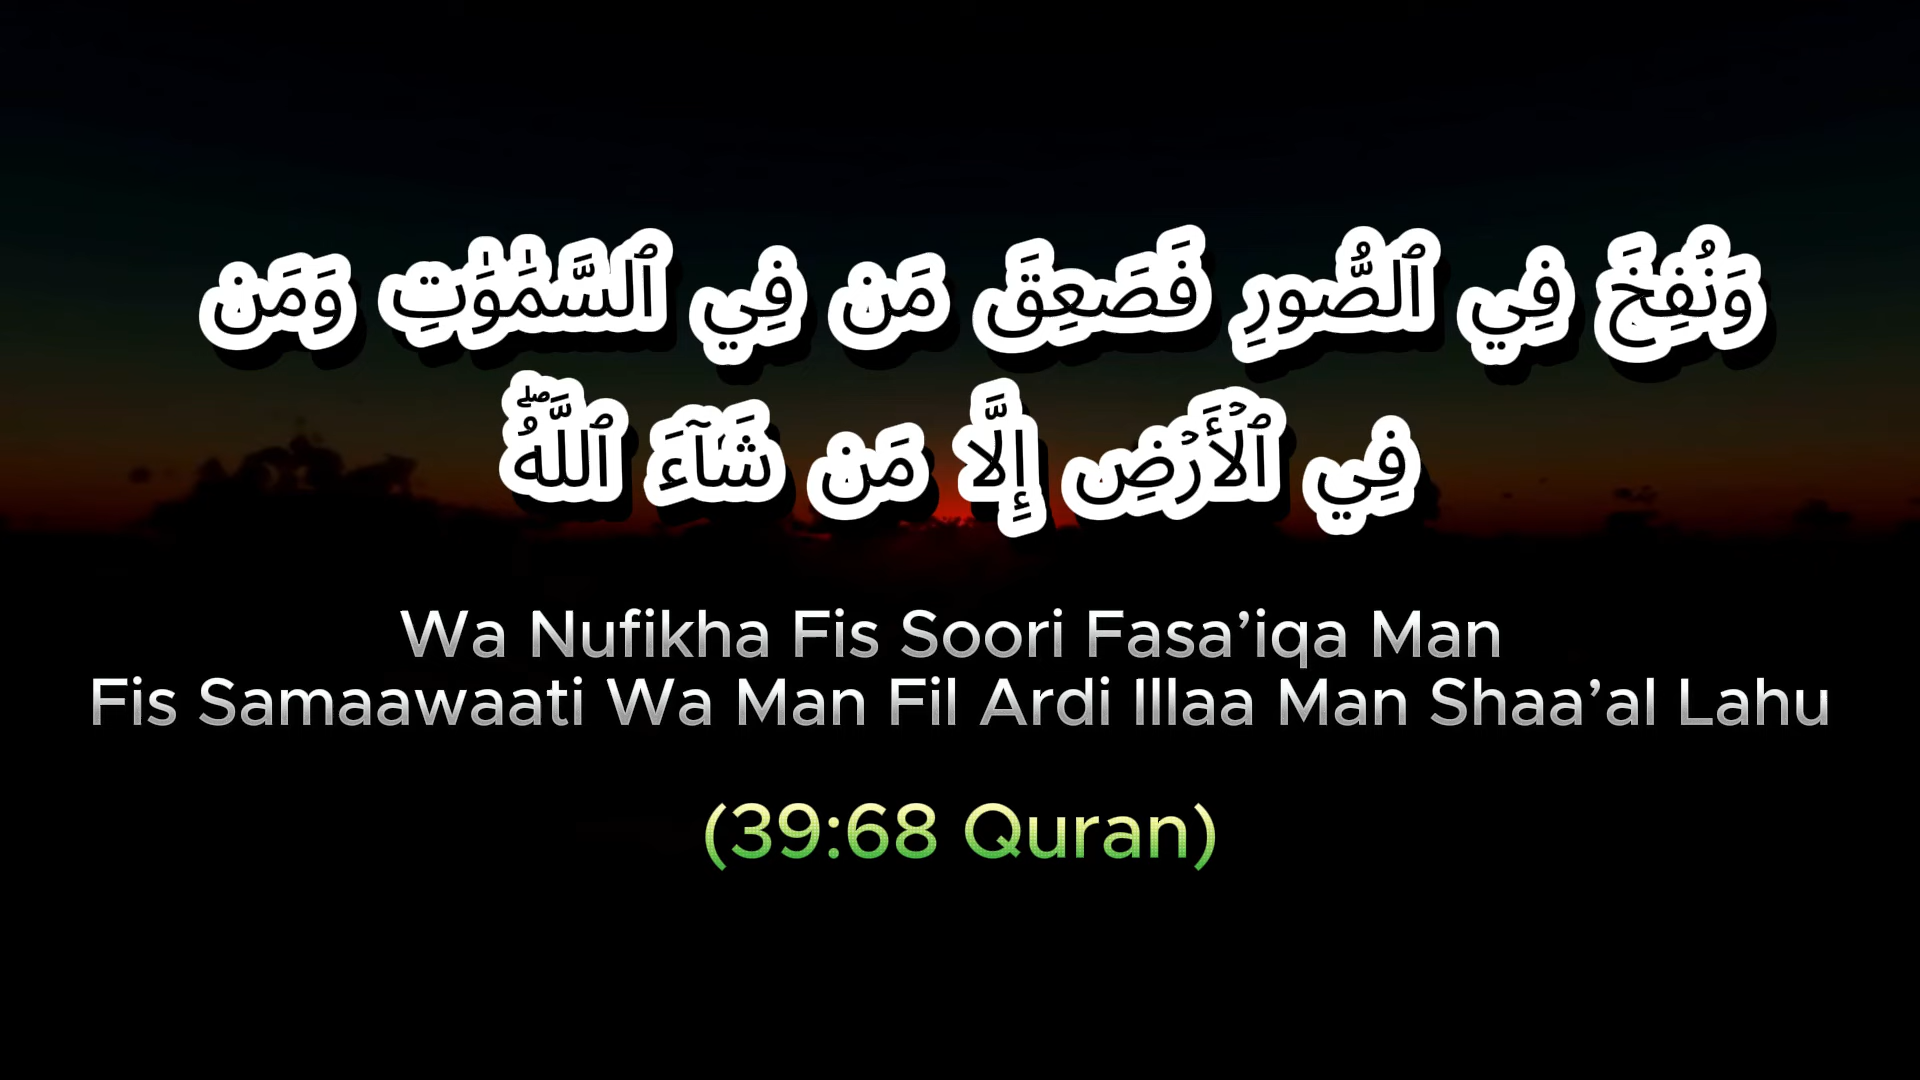 وَنُفِخَ فِي ٱلصُّورِ فَصَعِقَ مَن فِي ٱلسَّمَٰوَٰتِ وَمَن
فِي ٱلْأَرْضِ إِلَّا مَن شَآءَ ٱللَّهُۖ
Wa Nufikha Fis Soori Fasa’iqa Man
Fis Samaawaati Wa Man Fil Ardi Illaa Man Shaa’al Lahu
(39:68 Quran)